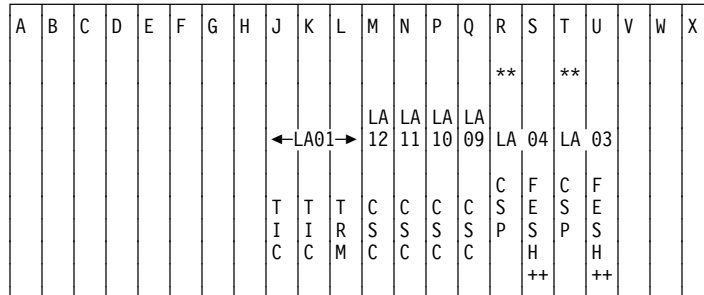 A B C D E F G H J K L M N P Q R S T U V W X
** **
LA LA LA LA
←LA01→ 12 11 10 09 LA 04 LA 03
C F C F
T T T C C C C S E S E
I I R S S S S P S P S
C C M C C C C H H
++ ++